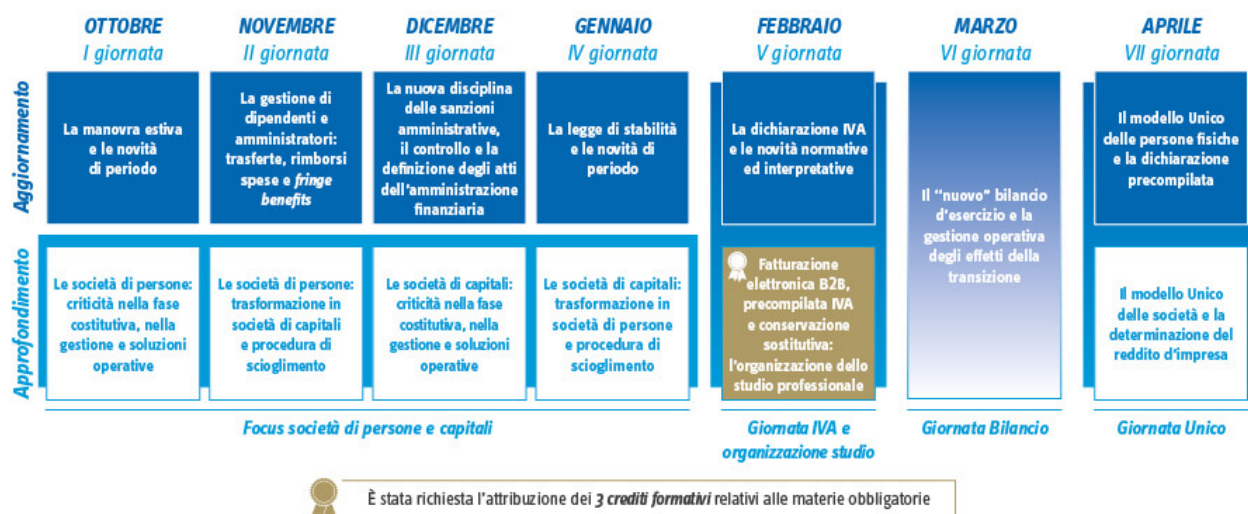 OTTOBRE
I giornata
NOVEMBRE
II giornata
DICEMBRE
III giornata
GENNAIO
IV giornata
FEBBRAIO
V giornata
MARZO
VI giornata
APRILE
VII giornata
Aggiornamento
La manovra estiva
e le novità
di periodo
La gestione di
dipendenti e
amministratori:
trasferte, rimborsi
spese e fringe
benefits
La nuova disciplina
delle sanzioni
amministrative,
il controllo e la
definizione degli atti
dell'amministrazione
finanziaria
La legge di stabilità
e le novità di
periodo
La dichiarazione IVA
e le novità normative
ed interpretative
Il "nuovo" bilancio
d'esercizio e la
gestione operativa
degli effetti della
transizione
Il modello Unico
delle persone fisiche
e la dichiarazione
precompilata
Approfondimento
Le società di persone:
criticità nella fase
costitutiva, nella
gestione e soluzioni
operative
Le società di persone:
trasformazione in
società di capitali
e procedura di
scioglimento
Le società di capitali:
criticità nella fase
costitutiva, nella
gestione e soluzioni
operative
Le società di capitali:
trasformazione in
società di persone
e procedura di
scioglimento
Fatturazione
elettronica B2B,
precompilata IVA
e conservazione
sostitutiva:
l'organizzazione dello
studio professionale
Il modello Unico
delle società e la
determinazione del
reddito d'impresa
Focus società di persone e capitali
Giornata IVA e
organizzazione studio
Giornata Bilancio
Giornata Unico
È stata richiesta l'attribuzione dei 3 crediti formativi relativi alle materie obbligatorie